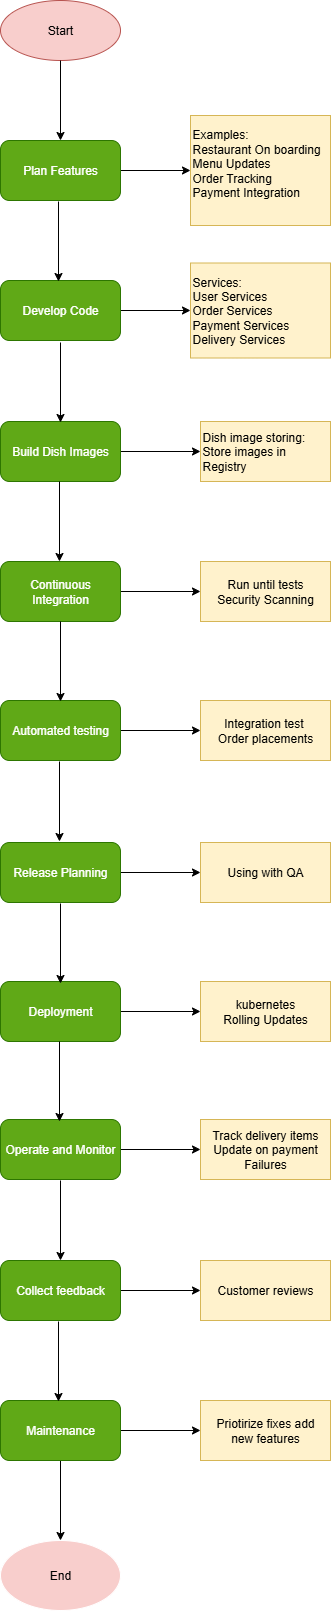 Start
Plan Features
Examples:
Restaurant On boarding
Menu Updates
Order Tracking
Payment Integration
Develop Code
Services:
User Services
Order Services
Payment Services
Delivery Services
Build Dish Images
Dish image storing:
Store images in
Registry
Continuous
Integration
Run until tests
Security Scanning
Automated testing
Integration test
Order placements
Release Planning
Using with QA
Deployment
kubernetes
Rolling Updates
Operate and Monitor
Track delivery items
Update on payment
Failures
Collect feedback
Customer reviews
Maintenance
Priotirize fixes add
new features
End